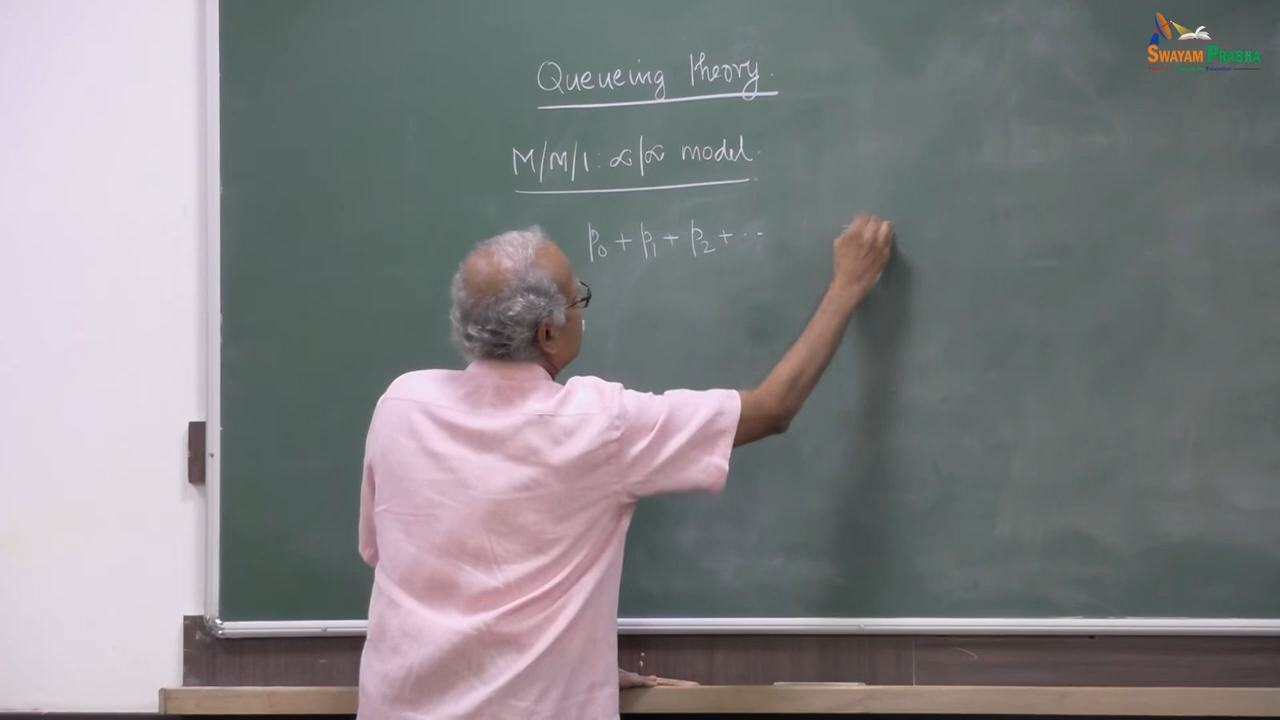 Queueing theory.
M/M/1 : ∞/∞ model.
p₀ + p₁ + p₂ + ...
SWAYAM PRABHA